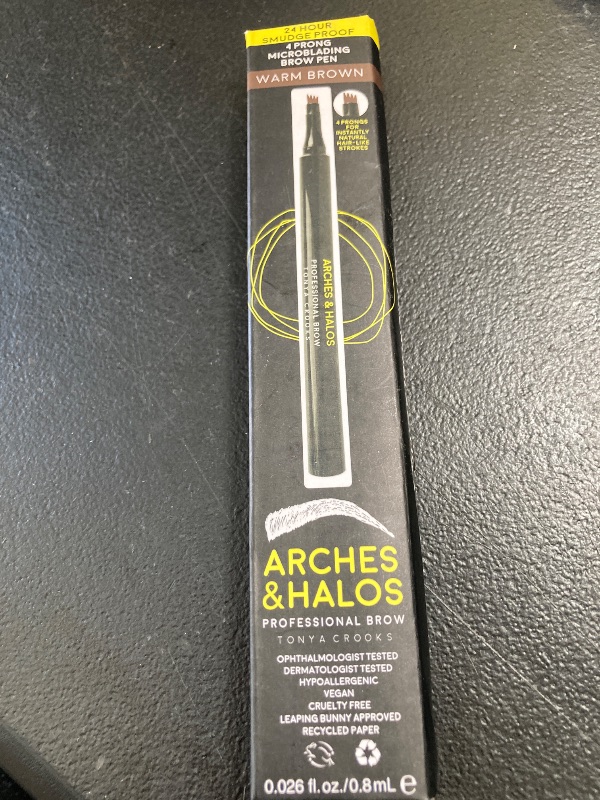 24 HOUR
SMUDGE PROOF
4 PRONG
MICROBLADING
BROW PEN
WARM BROWN
4 PRONGS
FOR
INSTANTLY
NATURAL
HAIR-LIKE
STROKES
ARCHES & HALOS
PROFESSIONAL BROW
TONYA CROOKS
ARCHES
&HALOS
PROFESSIONAL BROW
TONYA CROOKS
OPHTHALMOLOGIST TESTED
DERMATOLOGIST TESTED
HYPOALLERGENIC
VEGAN
CRUELTY FREE
LEAPING BUNNY APPROVED
RECYCLED PAPER
0.026 fl. oz./0.8mL e